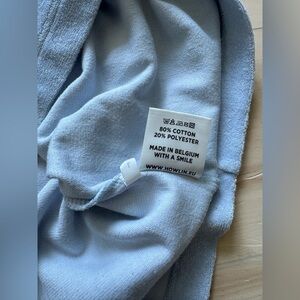 80% COTTON
20% POLYESTER
MADE IN BELGIUM
WITH A SMILE
WWW.HOWLIN.EU